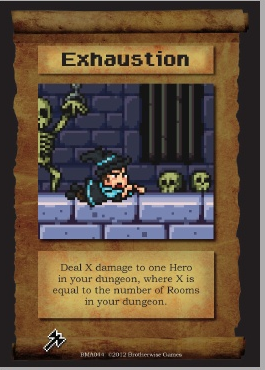 Exhaustion
Deal X damage to one Hero
in your dungeon, where X is
equal to the number of Rooms
in your dungeon.
BMA044 ©2012 Brotherwise Games